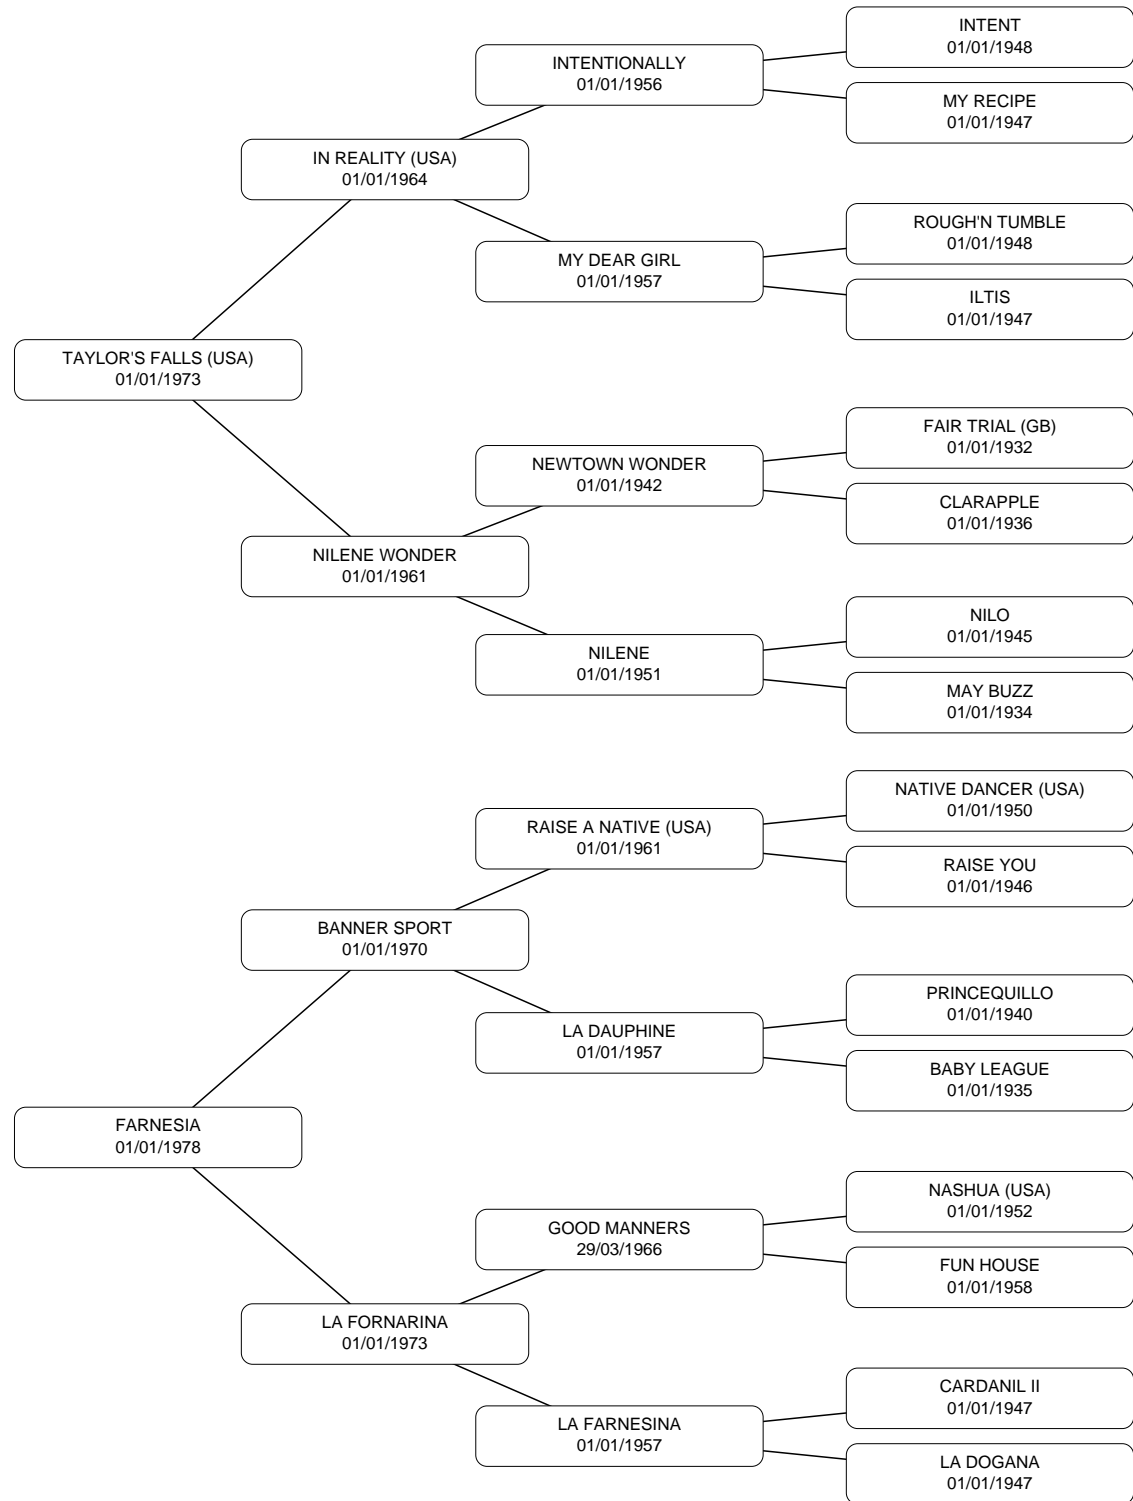 INTENT
01/01/1948
INTENTIONALLY
01/01/1956
MY RECIPE
01/01/1947
IN REALITY (USA)
01/01/1964
ROUGH'N TUMBLE
01/01/1948
MY DEAR GIRL
01/01/1957
ILTIS
01/01/1947
TAYLOR'S FALLS (USA)
01/01/1973
FAIR TRIAL (GB)
01/01/1932
NEWTOWN WONDER
01/01/1942
CLARAPPLE
01/01/1936
NILENE WONDER
01/01/1961
NILO
01/01/1945
NILENE
01/01/1951
MAY BUZZ
01/01/1934
NATIVE DANCER (USA)
01/01/1950
RAISE A NATIVE (USA)
01/01/1961
RAISE YOU
01/01/1946
BANNER SPORT
01/01/1970
PRINCEQUILLO
01/01/1940
LA DAUPHINE
01/01/1957
BABY LEAGUE
01/01/1935
FARNESIA
01/01/1978
NASHUA (USA)
01/01/1952
GOOD MANNERS
29/03/1966
FUN HOUSE
01/01/1958
LA FORNARINA
01/01/1973
CARDANIL II
01/01/1947
LA FARNESINA
01/01/1957
LA DOGANA
01/01/1947